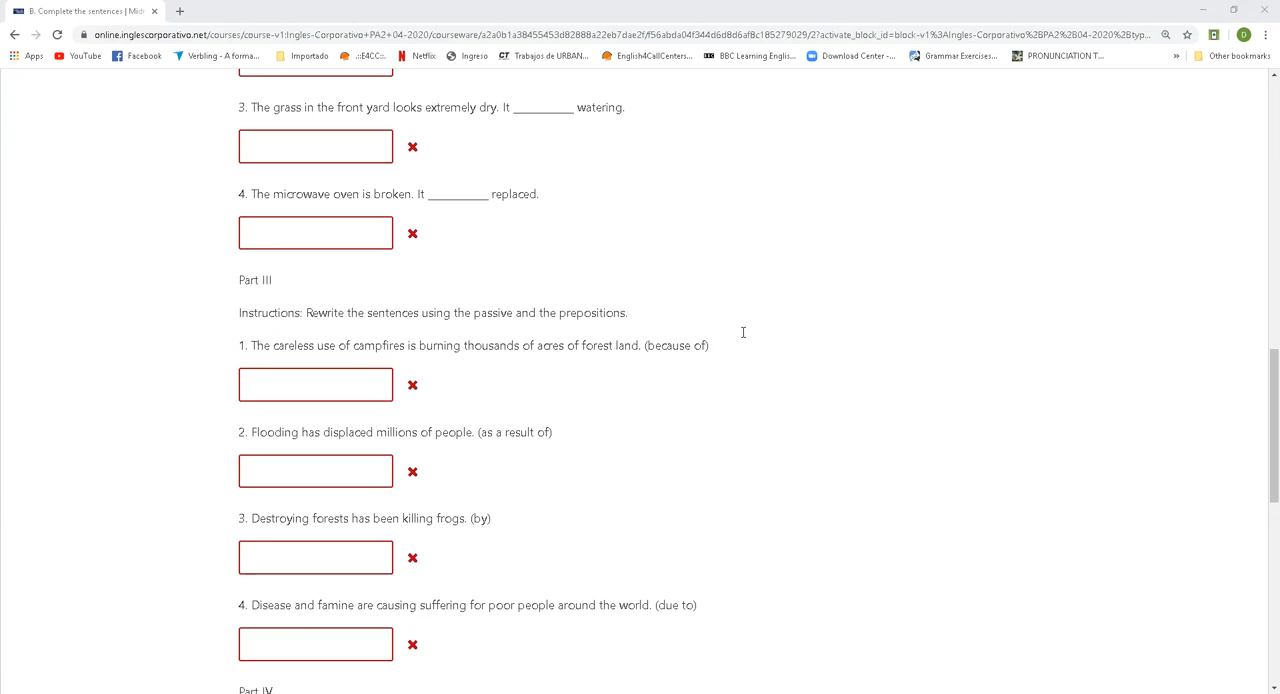 B. Complete the sentences | Mid
online.inglescorporativo.net/courses/course-v1:Ingles-Corporativo+PA2+04-2020/courseware/a2a0b1a38455453d82888a22eb7dae2f/f56abda04f344d6d8d6af8c185279029/2?activate_block_id=block-v1%3AIngles-Corporativo%2BPA2%2B04-2020%2Btyp...
D
Apps YouTube Facebook Verbling - A forma... Importado .::E4CC::. Netflix Ingreso CT Trabajos de URBAN... English4CallCenters... BBC Learning Englis... Download Center -... Grammar Exercises... PRONUNCIATION T... » Other bookmarks
3. The grass in the front yard looks extremely dry. It __________ watering.
4. The microwave oven is broken. It __________ replaced.
Part III
Instructions: Rewrite the sentences using the passive and the prepositions.
1. The careless use of campfires is burning thousands of acres of forest land. (because of)
2. Flooding has displaced millions of people. (as a result of)
3. Destroying forests has been killing frogs. (by)
4. Disease and famine are causing suffering for poor people around the world. (due to)
Part IV